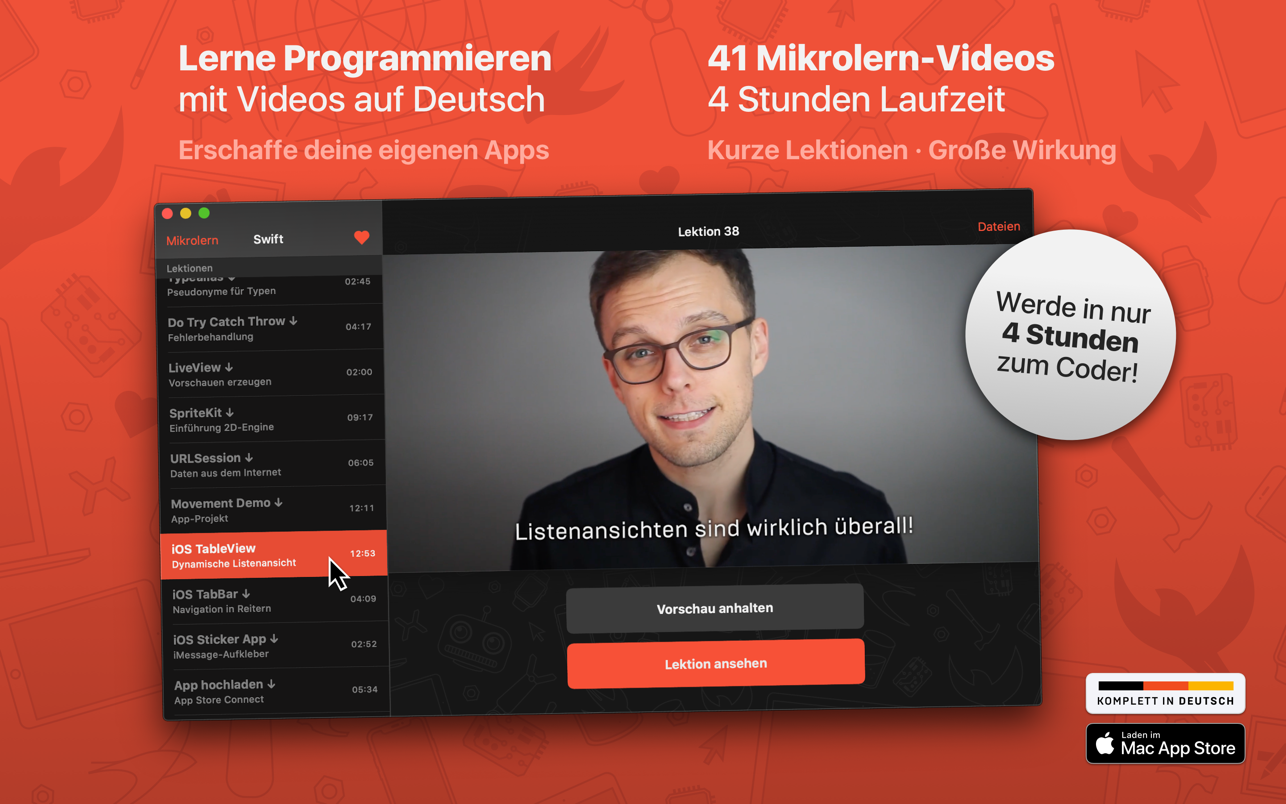 Lerne Programmieren
mit Videos auf Deutsch
Erschaffe deine eigenen Apps
41 Mikrolern-Videos
4 Stunden Laufzeit
Kurze Lektionen · Große Wirkung
Mikrolern
Swift
Lektionen
Typealias ↓
Pseudonyme für Typen
02:45
Do Try Catch Throw ↓
Fehlerbehandlung
04:17
LiveView ↓
Vorschauen erzeugen
02:00
SpriteKit ↓
Einführung 2D-Engine
09:17
URLSession ↓
Daten aus dem Internet
06:05
Movement Demo ↓
App-Projekt
12:11
iOS TableView
Dynamische Listenansicht
12:53
iOS TabBar ↓
Navigation in Reitern
04:09
iOS Sticker App ↓
iMessage-Aufkleber
02:52
App hochladen ↓
App Store Connect
05:34
Lektion 38
Dateien
Listenansichten sind wirklich überall!
Vorschau anhalten
Lektion ansehen
Werde in nur
4 Stunden
zum Coder!
KOMPLETT IN DEUTSCH
Laden im
Mac App Store